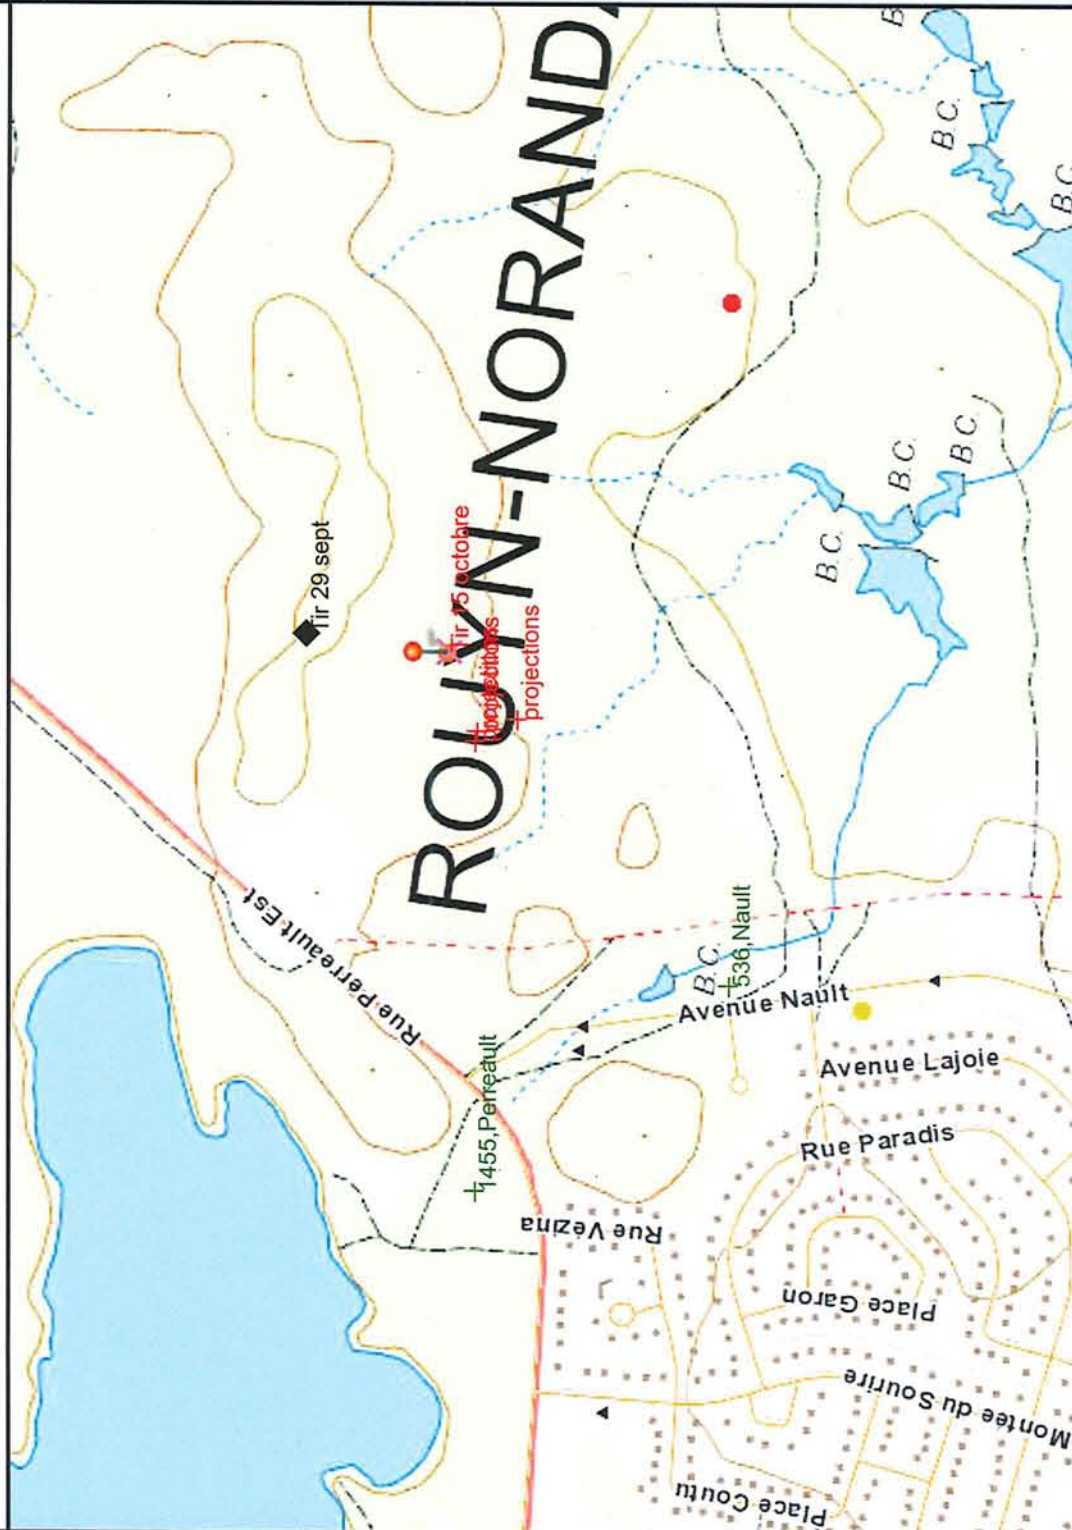 B.C.
B.C.
ROUYN-NORANDA
B.C.
B.C.
B.C.
Tir 29 sept
Tir 15 octobre
projections
projections
Rue Perreault Est
536,Nault
B.C.
Avenue Nault
1455,Perreault
Avenue Lajoie
Rue Paradis
Rue Vézina
Place Garon
Montée du Sourire
Place Coutu